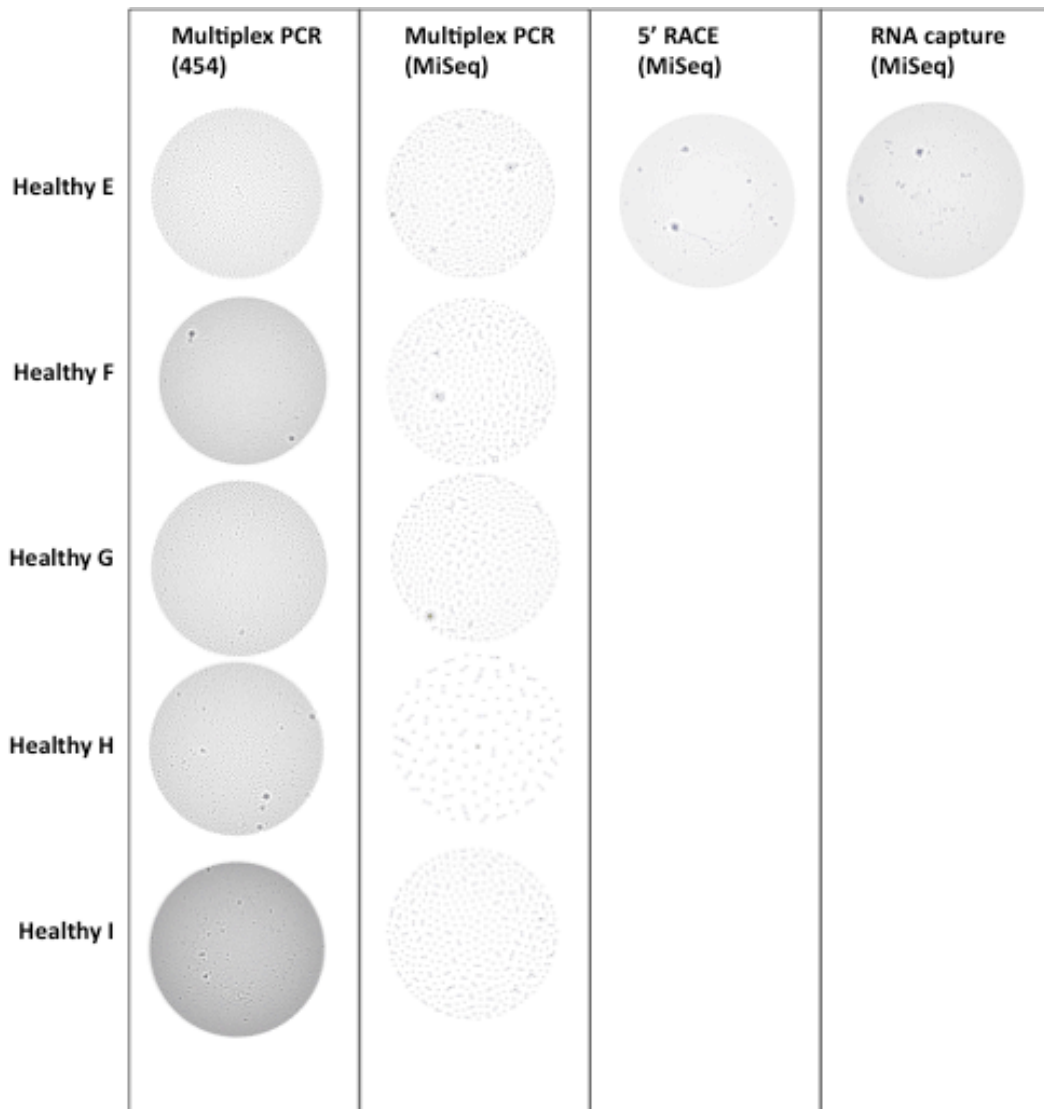 Multiplex PCR
(454)
Multiplex PCR
(MiSeq)
5’ RACE
(MiSeq)
RNA capture
(MiSeq)
Healthy E
Healthy F
Healthy G
Healthy H
Healthy I